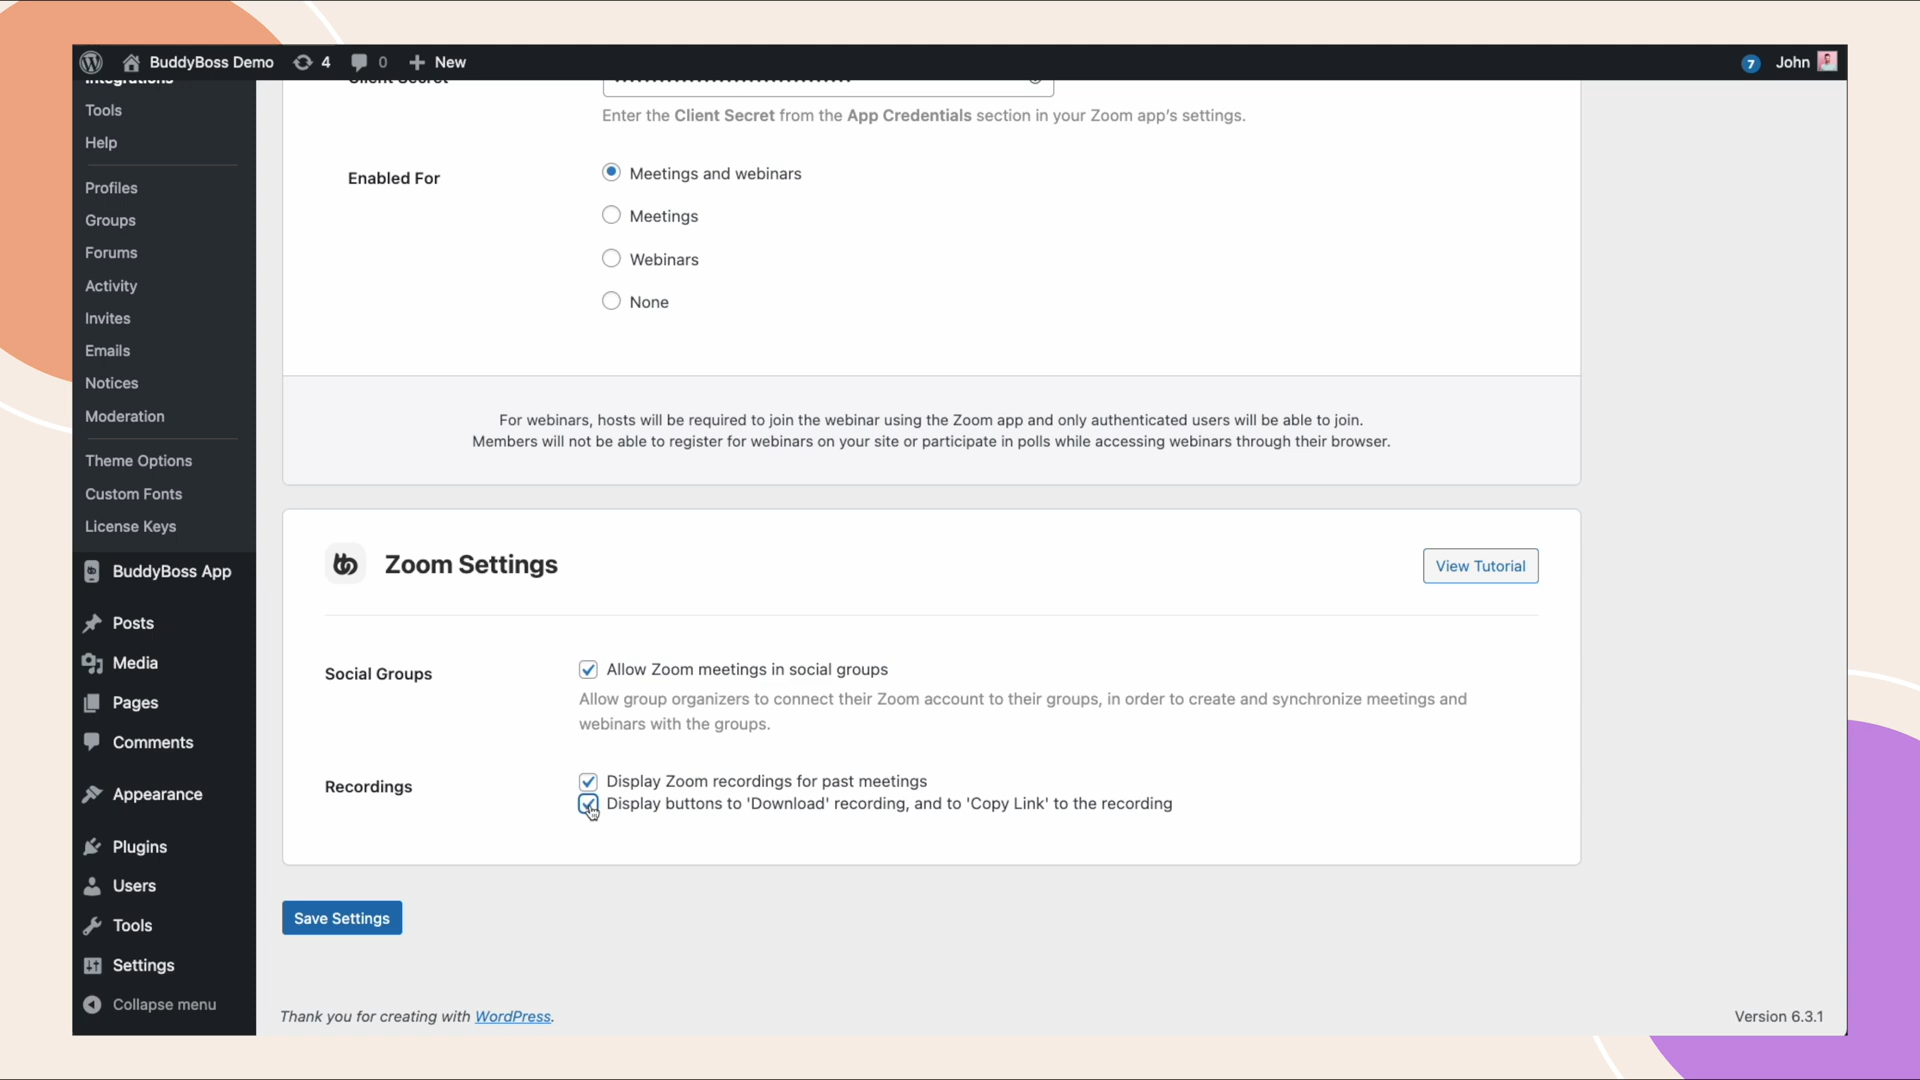 BuddyBoss Demo
4
0
New
7
John
Integrations
Tools
Help
Profiles
Groups
Forums
Activity
Invites
Emails
Notices
Moderation
Theme Options
Custom Fonts
License Keys
BuddyBoss App
Posts
Media
Pages
Comments
Appearance
Plugins
Users
Tools
Settings
Collapse menu
Client Secret
Enter the Client Secret from the App Credentials section in your Zoom app's settings.
Enabled For
Meetings and webinars
Meetings
Webinars
None
For webinars, hosts will be required to join the webinar using the Zoom app and only authenticated users will be able to join.
Members will not be able to register for webinars on your site or participate in polls while accessing webinars through their browser.
Zoom Settings
View Tutorial
Social Groups
Allow Zoom meetings in social groups
Allow group organizers to connect their Zoom account to their groups, in order to create and synchronize meetings and
webinars with the groups.
Recordings
Display Zoom recordings for past meetings
Display buttons to 'Download' recording, and to 'Copy Link' to the recording
Save Settings
Thank you for creating with WordPress.
Version 6.3.1